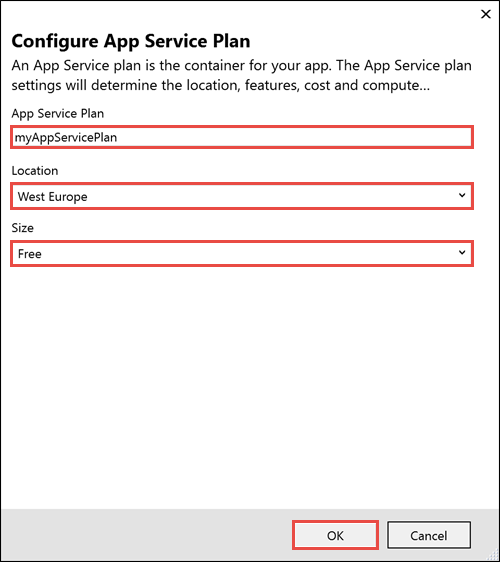 Configure App Service Plan
An App Service plan is the container for your app. The App Service plan
settings will determine the location, features, cost and compute...
App Service Plan
myAppServicePlan
Location
West Europe
Size
Free
OK
Cancel